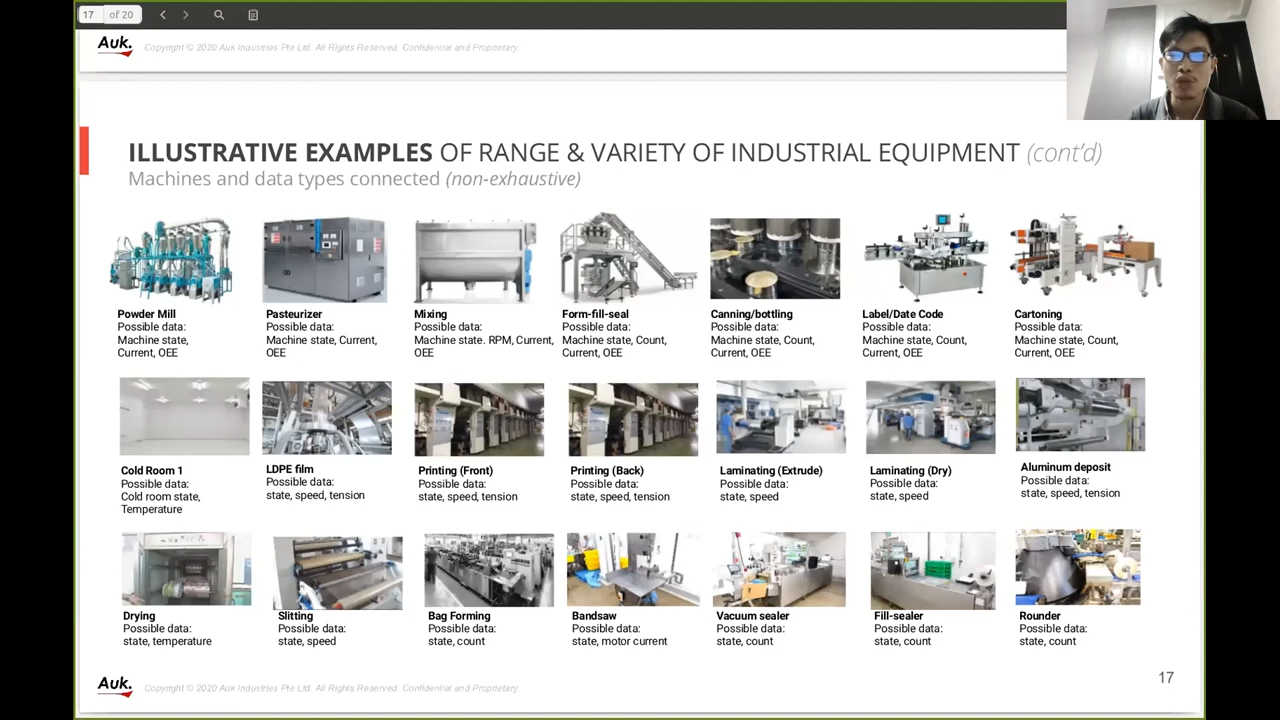 17 of 20
Auk. Copyright © 2020 Auk Industries Pte Ltd. All Rights Reserved. Confidential and Proprietary
ILLUSTRATIVE EXAMPLES OF RANGE & VARIETY OF INDUSTRIAL EQUIPMENT (cont'd)
Machines and data types connected (non-exhaustive)
Powder Mill
Possible data:
Machine state,
Current, OEE
Pasteurizer
Possible data:
Machine state, Current,
OEE
Mixing
Possible data:
Machine state. RPM, Current,
OEE
Form-fill-seal
Possible data:
Machine state, Count,
Current, OEE
Canning/bottling
Possible data:
Machine state, Count,
Current, OEE
Label/Date Code
Possible data:
Machine state, Count,
Current, OEE
Cartoning
Possible data:
Machine state, Count,
Current, OEE
Cold Room 1
Possible data:
Cold room state,
Temperature
LDPE film
Possible data:
state, speed, tension
Printing (Front)
Possible data:
state, speed, tension
Printing (Back)
Possible data:
state, speed, tension
Laminating (Extrude)
Possible data:
state, speed
Laminating (Dry)
Possible data:
state, speed
Aluminum deposit
Possible data:
state, speed, tension
Drying
Possible data:
state, temperature
Slitting
Possible data:
state, speed
Bag Forming
Possible data:
state, count
Bandsaw
Possible data:
state, motor current
Vacuum sealer
Possible data:
state, count
Fill-sealer
Possible data:
state, count
Rounder
Possible data:
state, count
Auk. Copyright © 2020 Auk Industries Pte Ltd. All Rights Reserved. Confidential and Proprietary
17